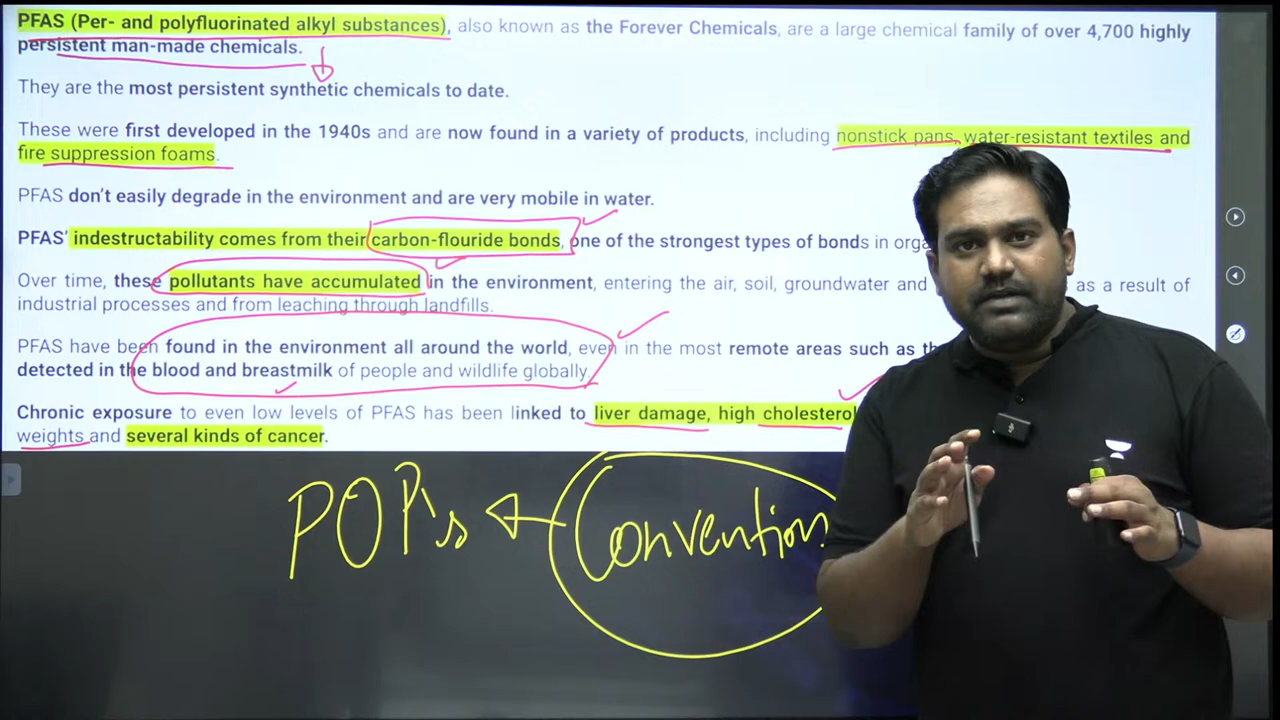 PFAS (Per- and polyfluorinated alkyl substances), also known as the Forever Chemicals, are a large chemical family of over 4,700 highly
persistent man-made chemicals.
They are the most persistent synthetic chemicals to date.
These were first developed in the 1940s and are now found in a variety of products, including nonstick pans, water-resistant textiles and
fire suppression foams.
PFAS don't easily degrade in the environment and are very mobile in water.
PFAS' indestructability comes from their carbon-flouride bonds, one of the strongest types of bonds in
Over time, these pollutants have accumulated in the environment, entering the air, soil, groundwater and as a result of
industrial processes and from leaching through landfills.
PFAS have been found in the environment all around the world, even in the most remote areas such as
detected in the blood and breastmilk of people and wildlife globally.
Chronic exposure to even low levels of PFAS has been linked to liver damage, high cholesterol
weights and several kinds of cancer.
POP's Convention